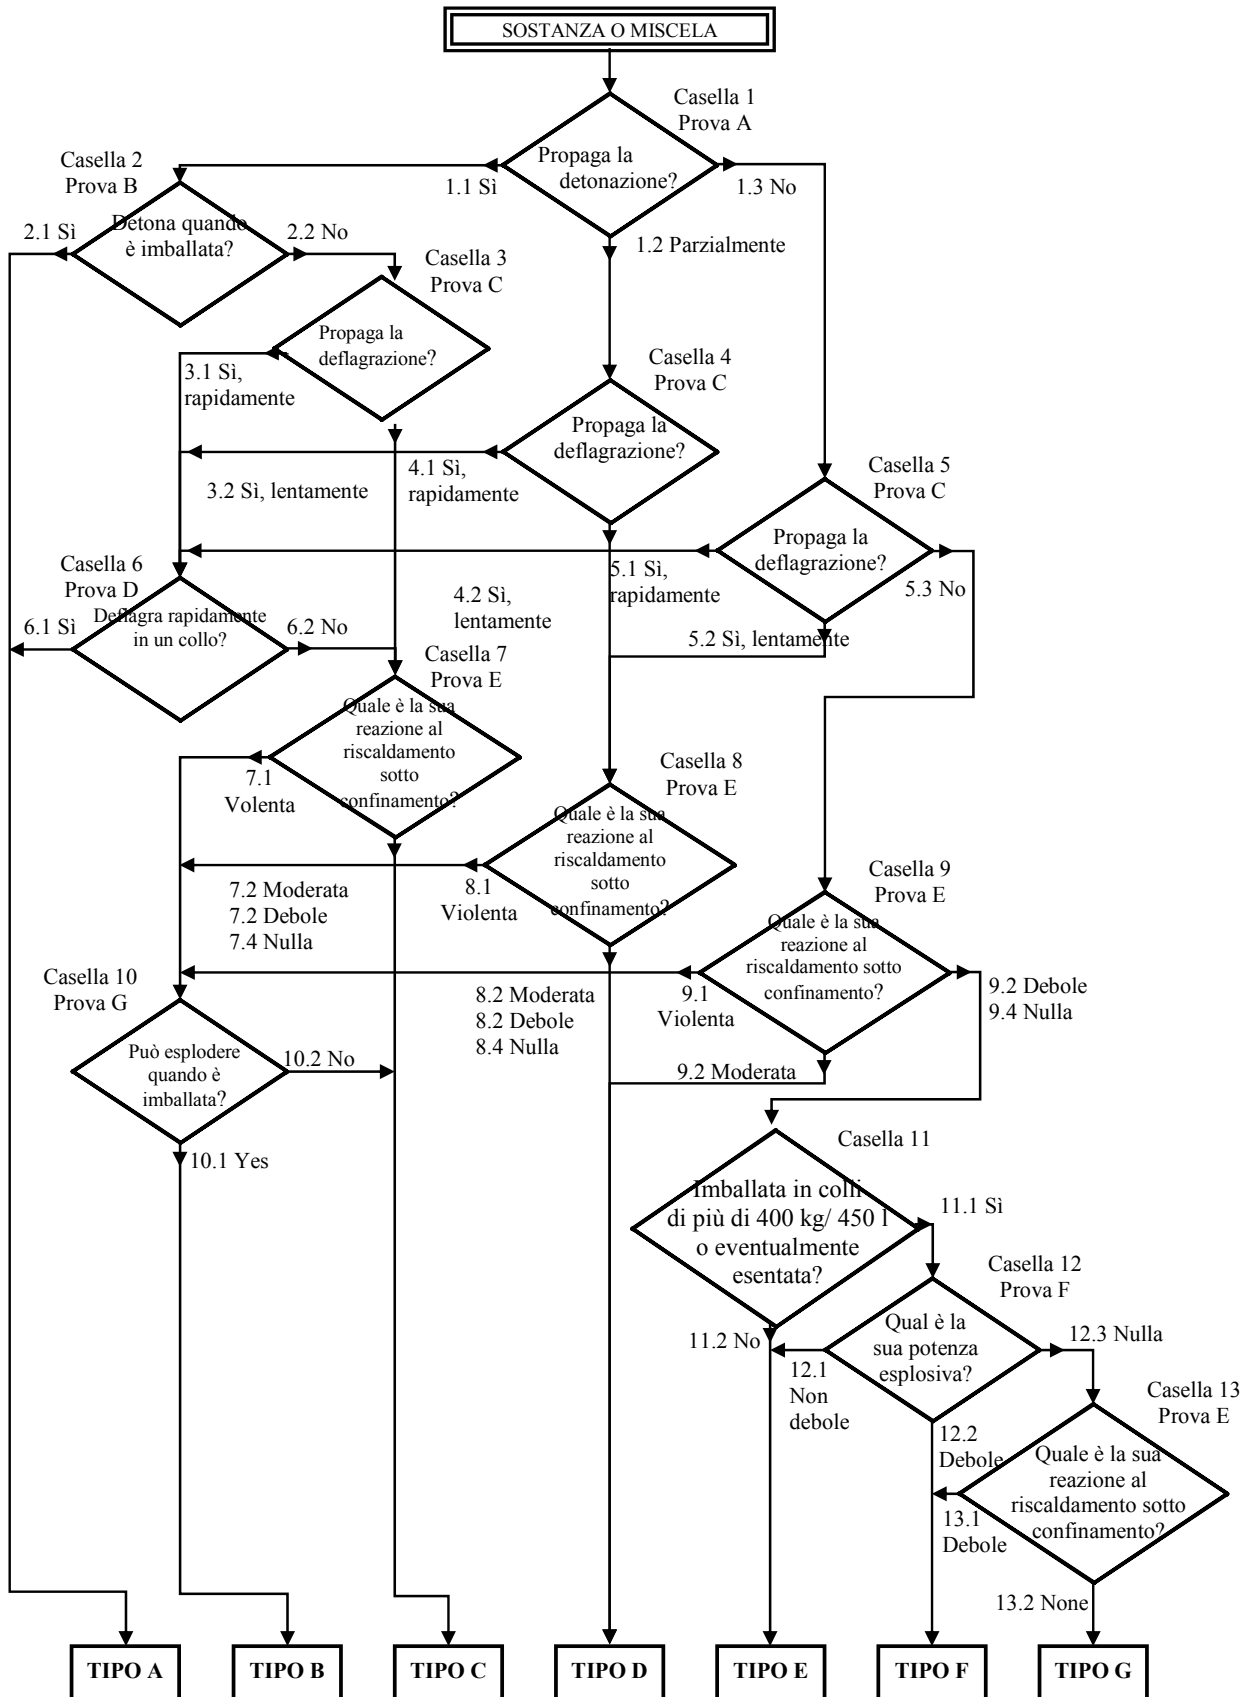 SOSTANZA O MISCELA
Casella 1
Prova A
Propaga la
detonazione?
1.1 Sì
1.3 No
1.2 Parzialmente
Casella 2
Prova B
Detona quando
è imballata?
2.1 Sì
2.2 No
Casella 3
Prova C
Propaga la
deflagrazione?
3.1 Sì,
rapidamente
3.2 Sì, lentamente
Casella 4
Prova C
Propaga la
deflagrazione?
4.1 Sì,
rapidamente
4.2 Sì,
lentamente
Casella 5
Prova C
Propaga la
deflagrazione?
5.1 Sì,
rapidamente
5.2 Sì, lentamente
5.3 No
Casella 6
Prova D
Deflagra rapidamente
in un collo?
6.1 Sì
6.2 No
Casella 7
Prova E
Quale è la sua
reazione al
riscaldamento
sotto
confinamento?
7.1
Volenta
7.2 Moderata
7.2 Debole
7.4 Nulla
Casella 8
Prova E
Quale è la sua
reazione al
riscaldamento
sotto
confinamento?
8.1
Violenta
8.2 Moderata
8.2 Debole
8.4 Nulla
Casella 9
Prova E
Quale è la sua
reazione al
riscaldamento sotto
confinamento?
9.1
Violenta
9.2 Debole
9.4 Nulla
9.2 Moderata
Casella 10
Prova G
Può esplodere
quando è
imballata?
10.2 No
10.1 Yes
Casella 11
Imballata in colli
di più di 400 kg/ 450 l
o eventualmente
esentata?
11.1 Sì
11.2 No
Casella 12
Prova F
Qual è la
sua potenza
esplosiva?
12.1
Non
debole
12.3 Nulla
12.2
Debole
Casella 13
Prova E
Quale è la sua
reazione al
riscaldamento sotto
confinamento?
13.1
Debole
13.2 None
TIPO A
TIPO B
TIPO C
TIPO D
TIPO E
TIPO F
TIPO G